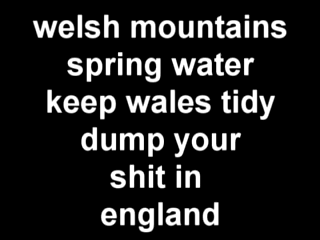 welsh mountains
spring water
keep wales tidy
dump your
shit in
england